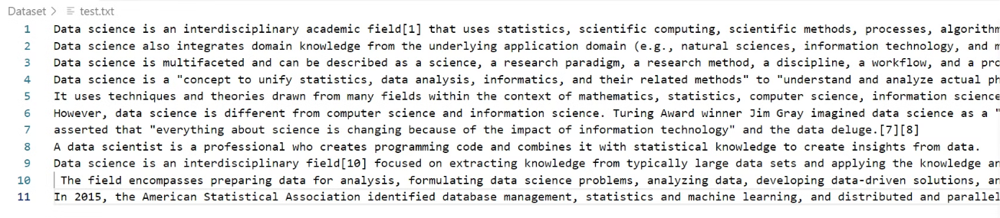 Dataset > test.txt
1 Data science is an interdisciplinary academic field[1] that uses statistics, scientific computing, scientific methods, processes, algorithm
2 Data science also integrates domain knowledge from the underlying application domain (e.g., natural sciences, information technology, and m
3 Data science is multifaceted and can be described as a science, a research paradigm, a research method, a discipline, a workflow, and a pro
4 Data science is a "concept to unify statistics, data analysis, informatics, and their related methods" to "understand and analyze actual ph
5 It uses techniques and theories drawn from many fields within the context of mathematics, statistics, computer science, information science
6 However, data science is different from computer science and information science. Turing Award winner Jim Gray imagined data science as a "
7 asserted that "everything about science is changing because of the impact of information technology" and the data deluge.[7][8]
8 A data scientist is a professional who creates programming code and combines it with statistical knowledge to create insights from data.
9 Data science is an interdisciplinary field[10] focused on extracting knowledge from typically large data sets and applying the knowledge an
10 The field encompasses preparing data for analysis, formulating data science problems, analyzing data, developing data-driven solutions, an
11 In 2015, the American Statistical Association identified database management, statistics and machine learning, and distributed and parallel